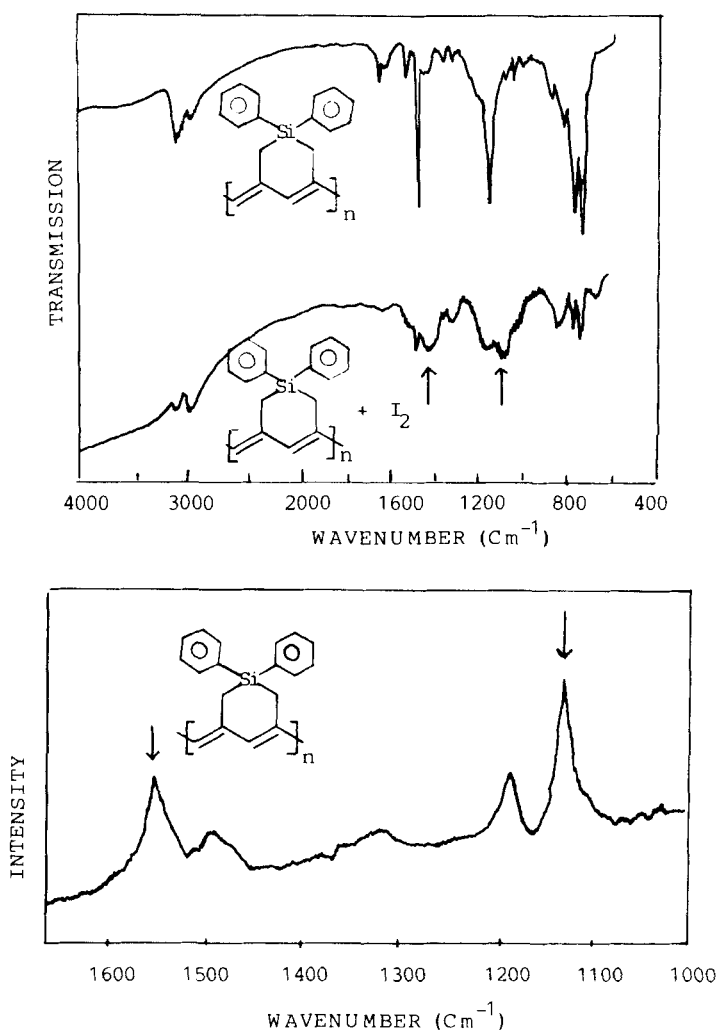 TRANSMISSION
Si
n
Si
n
+ I2
4000 3000 2000 1600 1200 800 400
WAVENUMBER (Cm-1)
INTENSITY
Si
n
1600 1500 1400 1300 1200 1100 1000
WAVENUMBER (Cm-1)